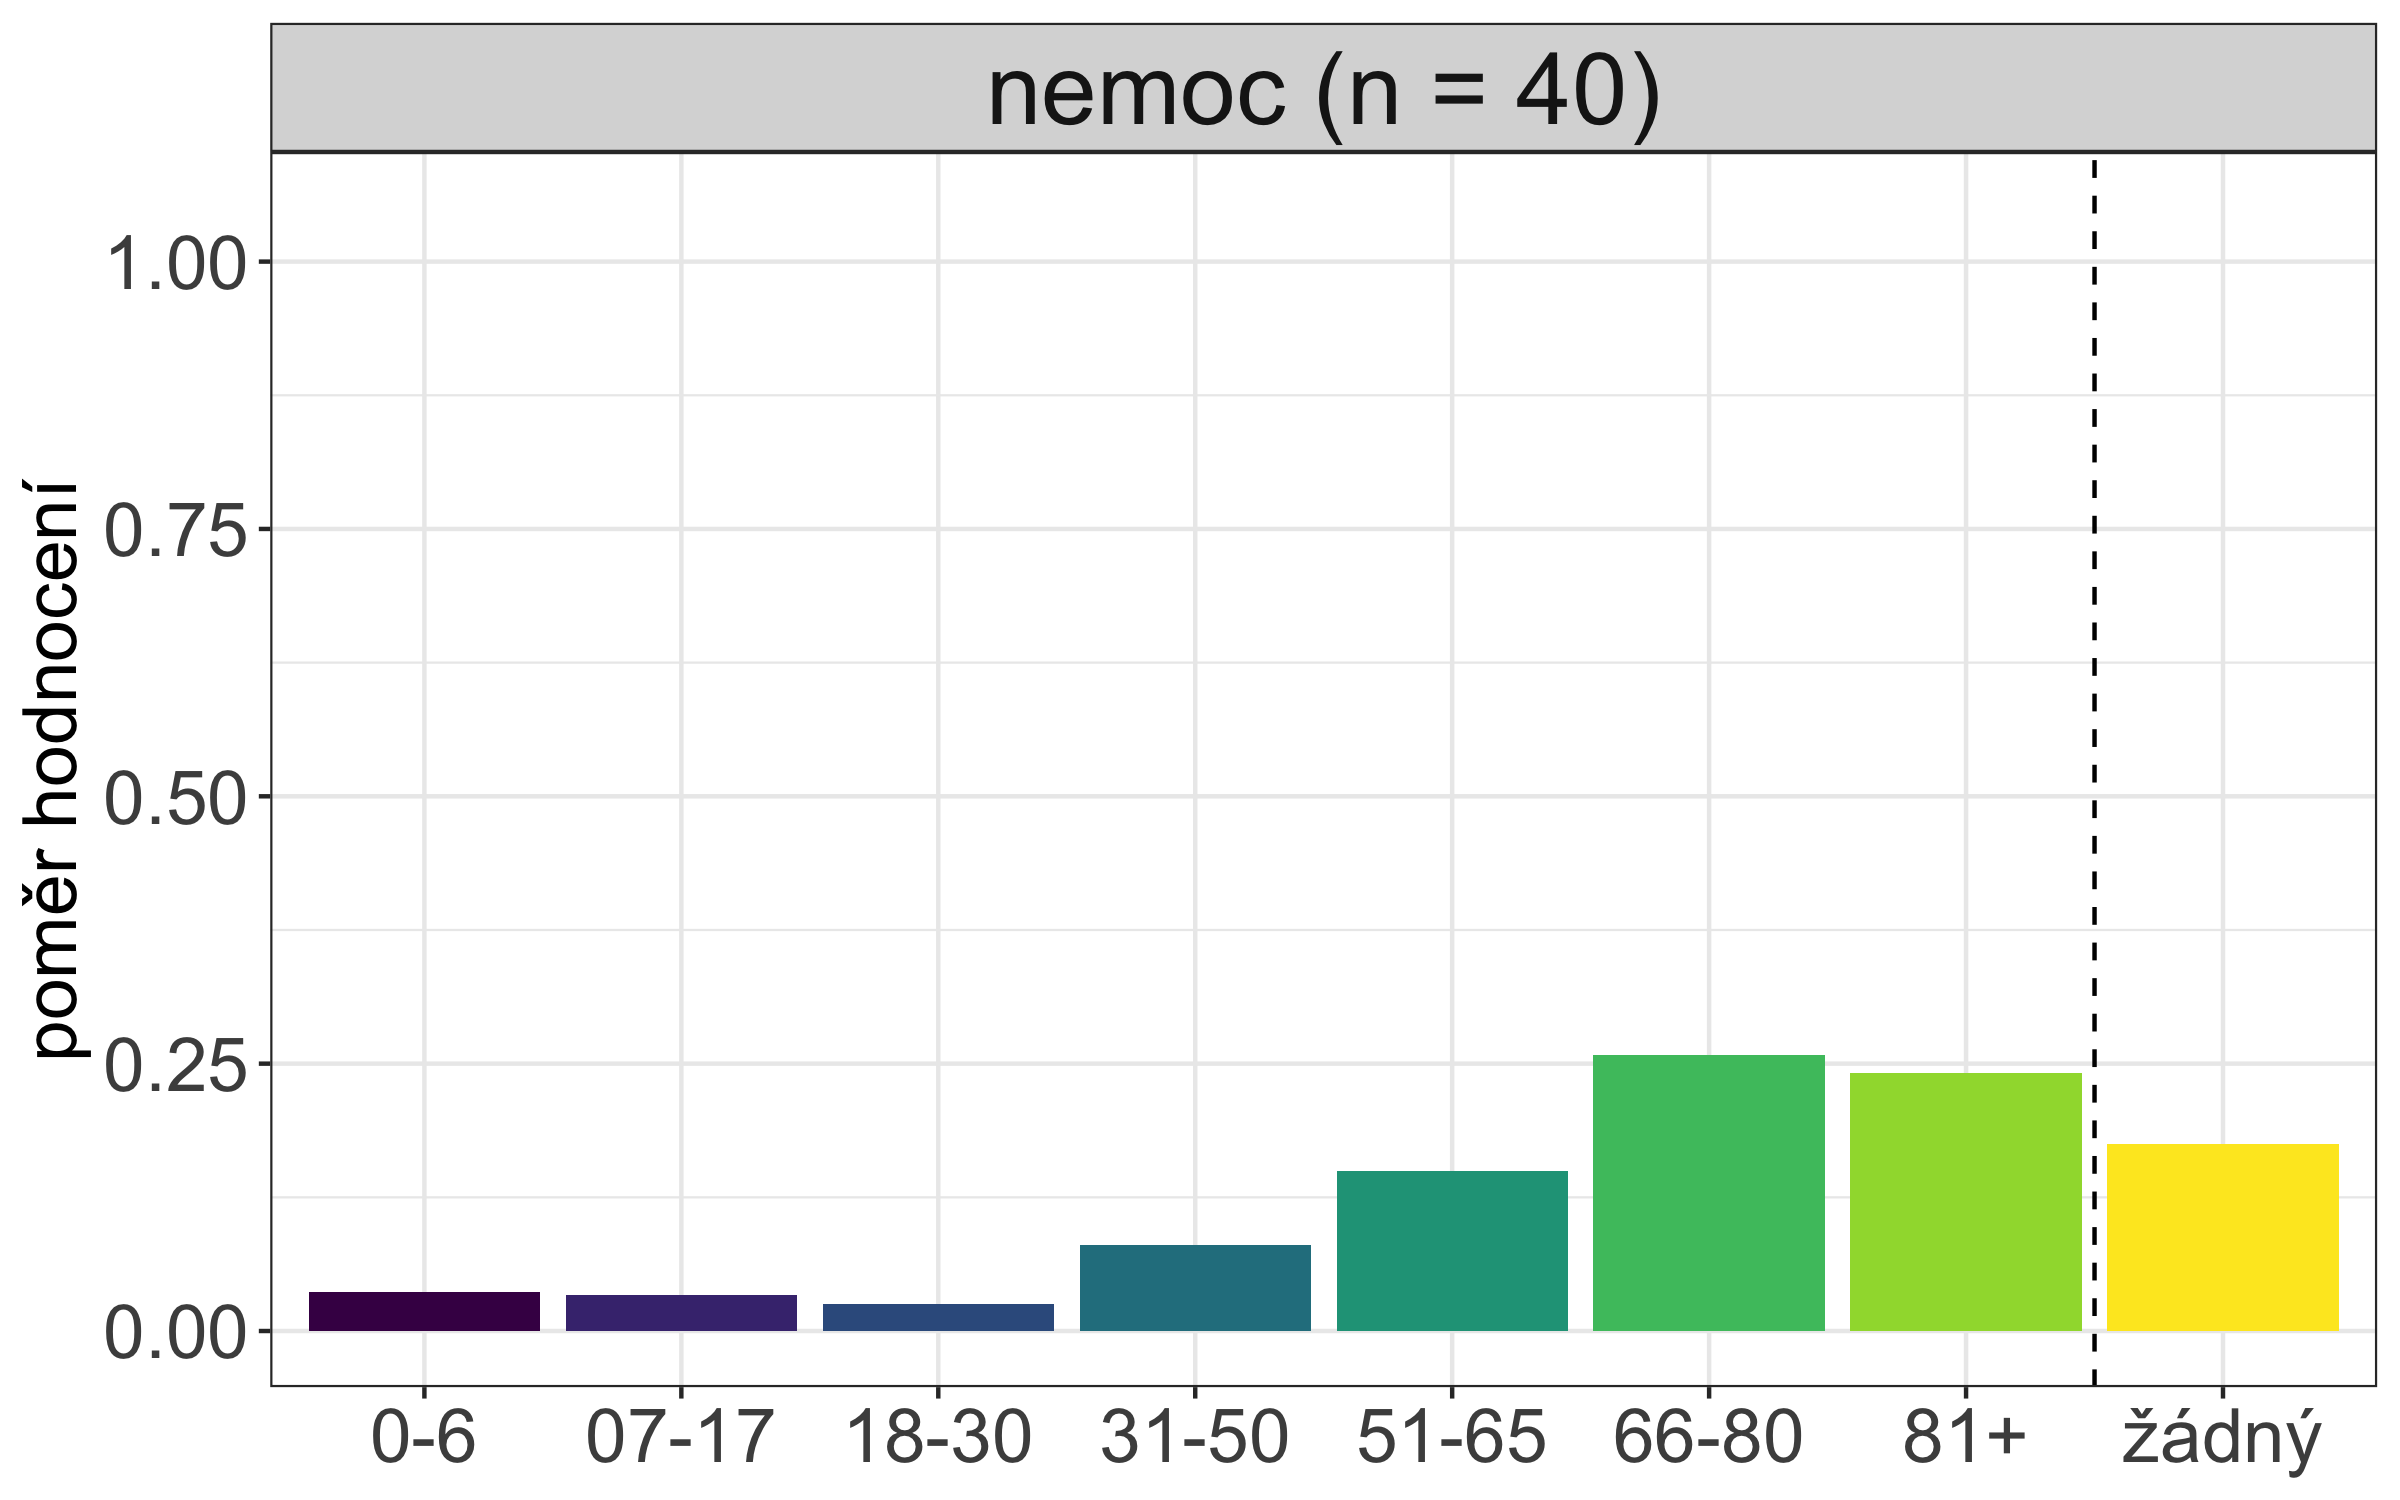 nemoc (n = 40)
poměr hodnocení
1.00
0.75
0.50
0.25
0.00
0-6 07-17 18-30 31-50 51-65 66-80 81+ žádný